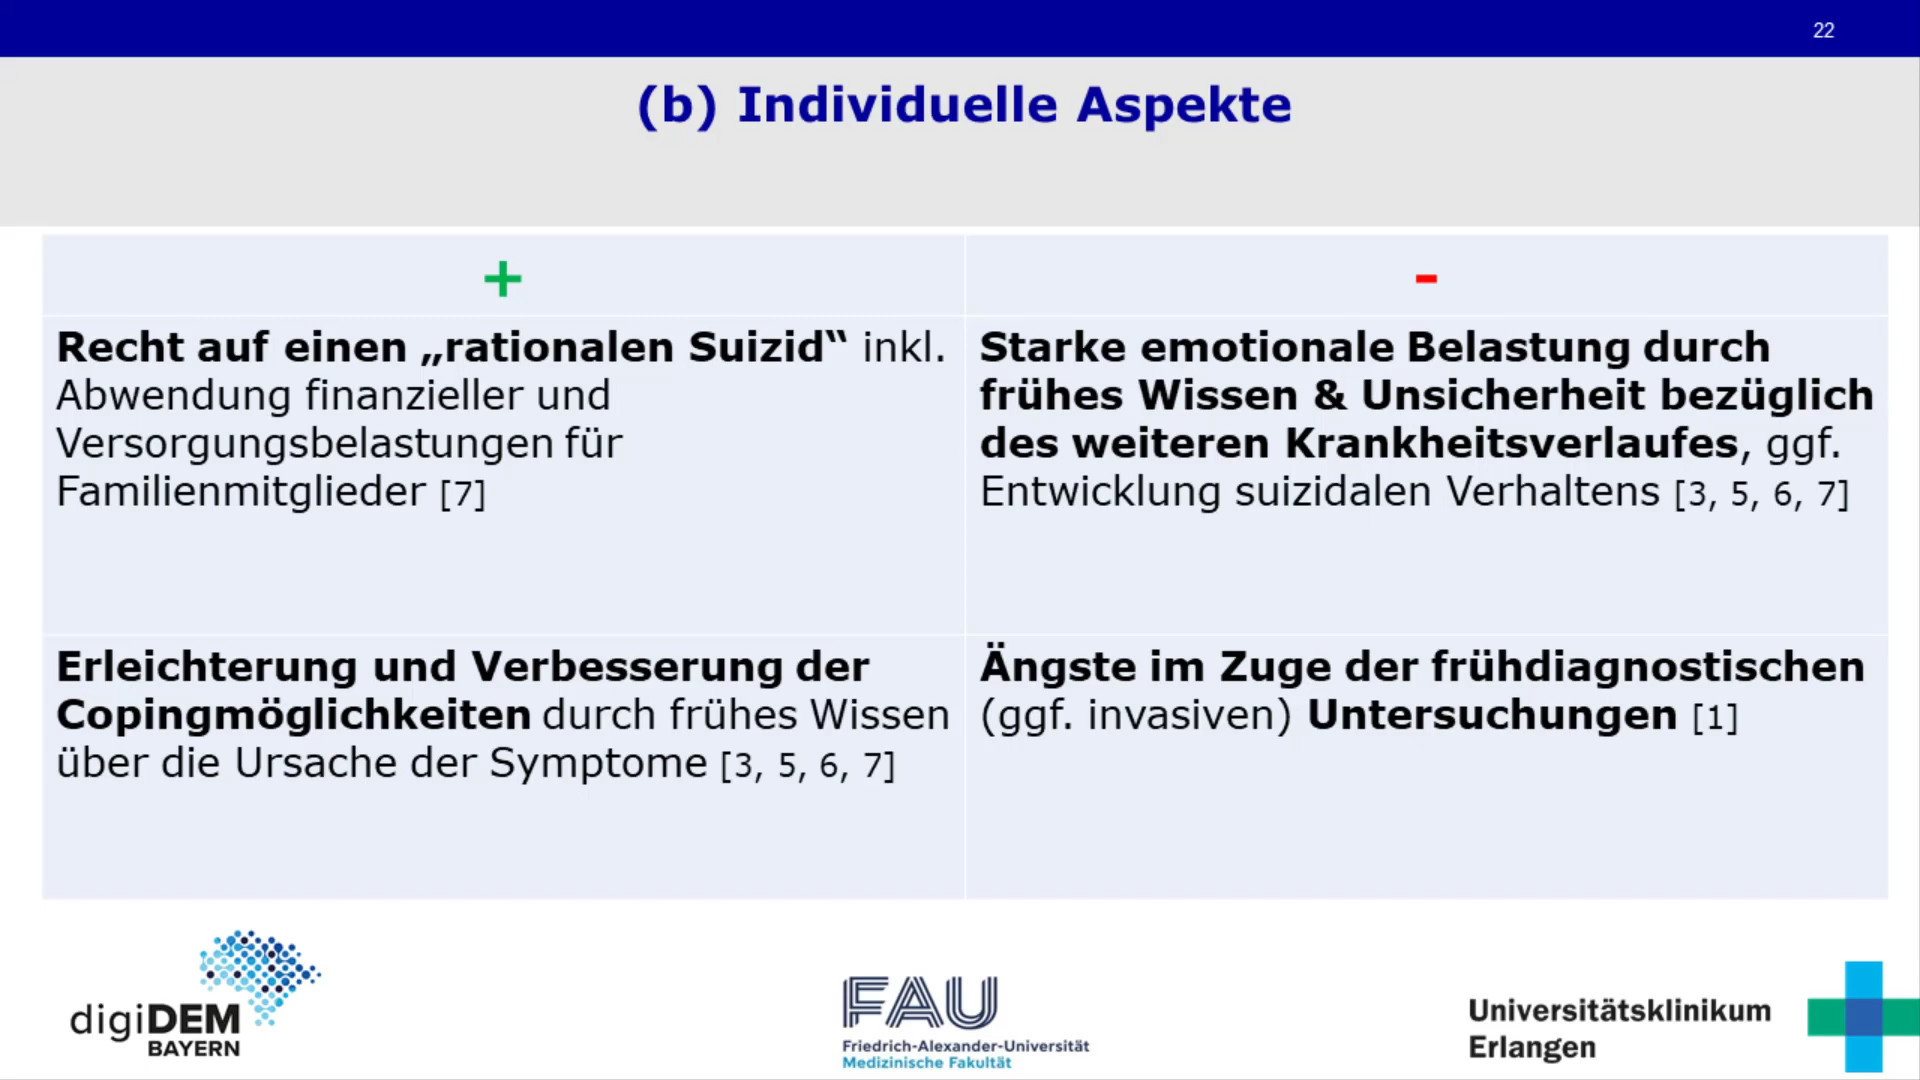 22
(b) Individuelle Aspekte
+
-
Recht auf einen „rationalen Suizid“ inkl.
Abwendung finanzieller und
Versorgungsbelastungen für
Familienmitglieder [7]
Starke emotionale Belastung durch
frühes Wissen & Unsicherheit bezüglich
des weiteren Krankheitsverlaufes, ggf.
Entwicklung suizidalen Verhaltens [3, 5, 6, 7]
Erleichterung und Verbesserung der
Copingmöglichkeiten durch frühes Wissen
über die Ursache der Symptome [3, 5, 6, 7]
Ängste im Zuge der frühdiagnostischen
(ggf. invasiven) Untersuchungen [1]
digiDEM
BAYERN
FAU
Friedrich-Alexander-Universität
Medizinische Fakultät
Universitätsklinikum
Erlangen